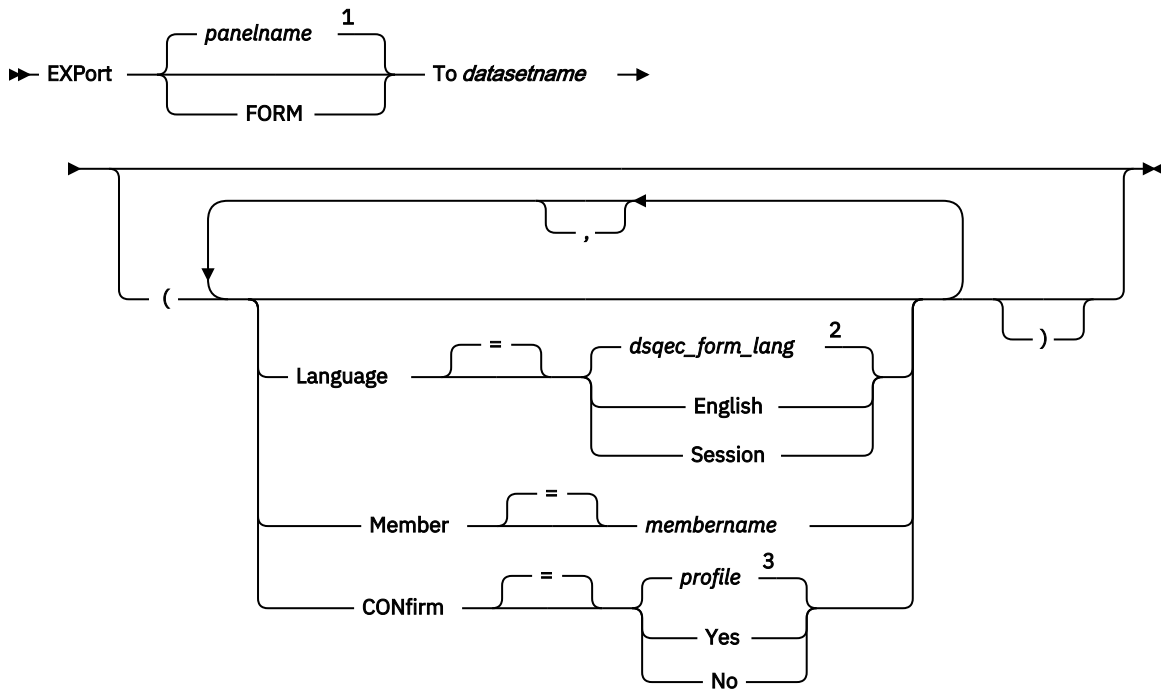 panelname 1
EXPort To datasetname
FORM
,
( )
= dsqec_form_lang 2
Language
English
Session
=
Member membername
= profile 3
CONfirm
Yes
No